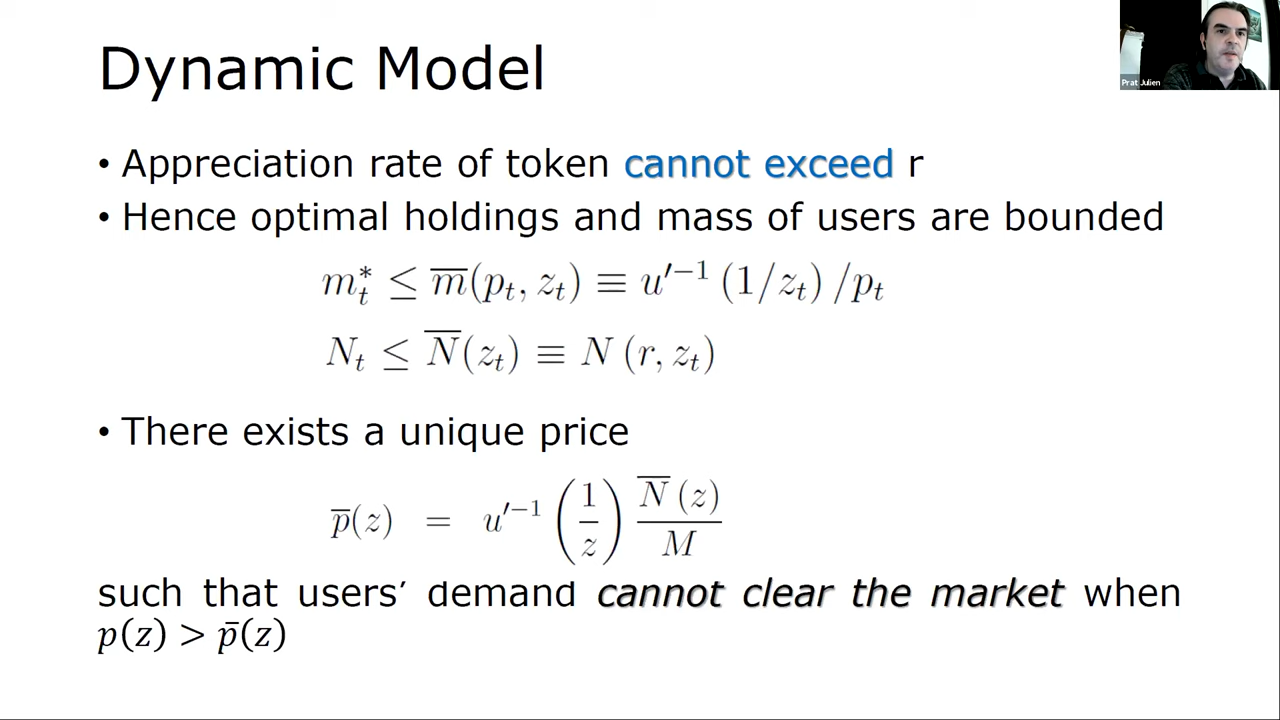 Dynamic Model
Prat Julien
• Appreciation rate of token cannot exceed r
• Hence optimal holdings and mass of users are bounded
m*_t ≤ m̅(p_t, z_t) ≡ u′⁻¹ (1/z_t) /p_t
N_t ≤ N̅(z_t) ≡ N (r, z_t)
• There exists a unique price
p̅(z) = u′⁻¹ (1/z) N̅(z)/M
such that users’ demand cannot clear the market when
p(z) > p̄(z)